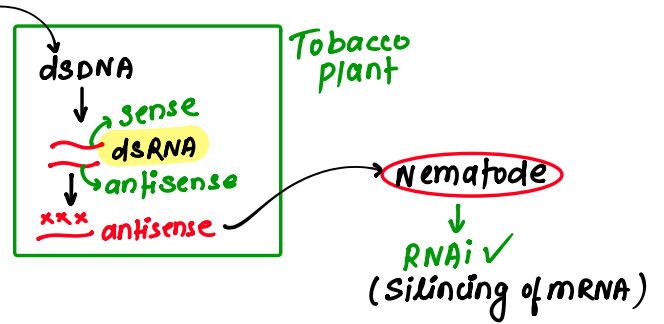 Tobacco
plant
dsDNA
sense
dsRNA
antisense
xxx
antisense
Nematode
RNAi ✓
(Silincing of mRNA)